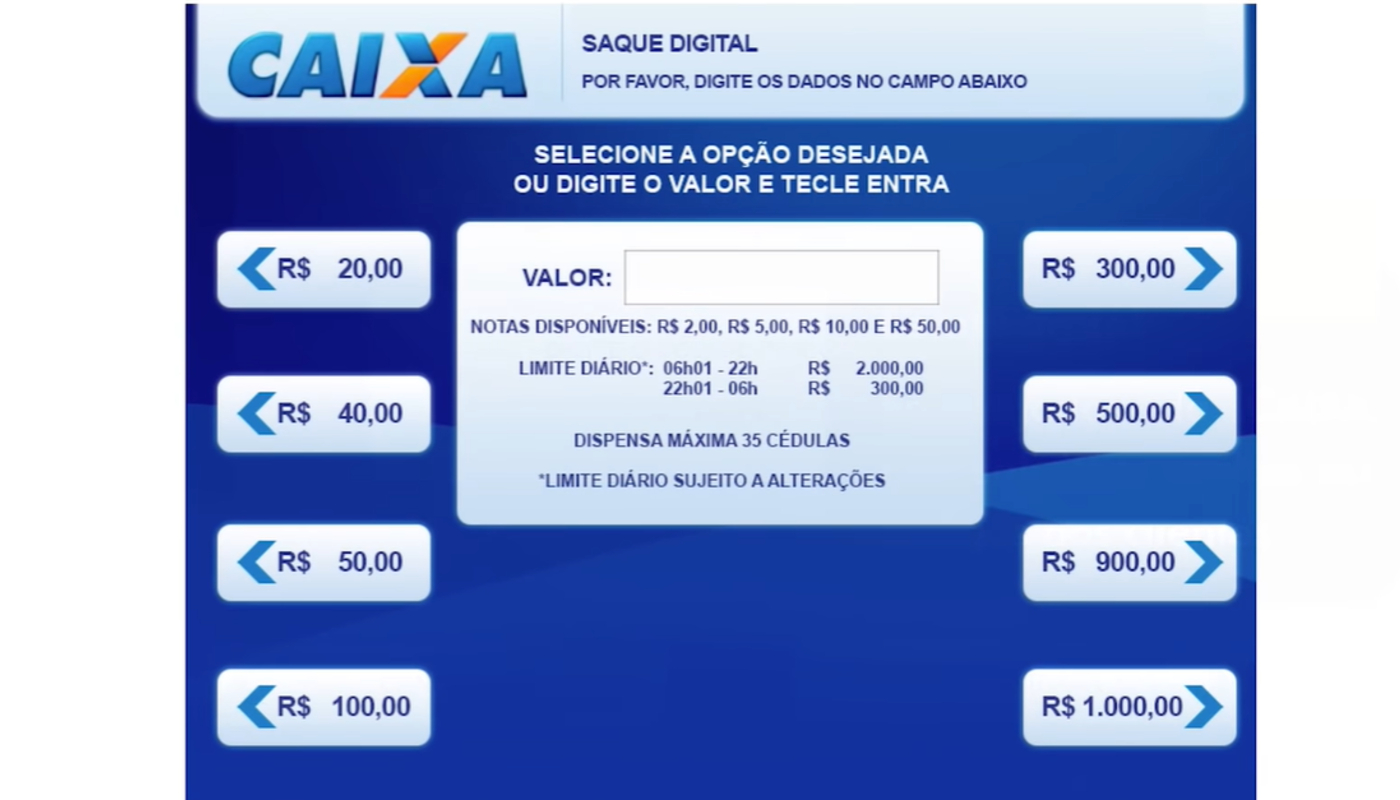 CAIXA
SAQUE DIGITAL
POR FAVOR, DIGITE OS DADOS NO CAMPO ABAIXO
SELECIONE A OPÇÃO DESEJADA
OU DIGITE O VALOR E TECLE ENTRA
R$ 20,00
R$ 40,00
R$ 50,00
R$ 100,00
VALOR:
NOTAS DISPONÍVEIS: R$ 2,00, R$ 5,00, R$ 10,00 E R$ 50,00
LIMITE DIÁRIO*: 06h01 - 22h R$ 2.000,00
22h01 - 06h R$ 300,00
DISPENSA MÁXIMA 35 CÉDULAS
*LIMITE DIÁRIO SUJEITO A ALTERAÇÕES
R$ 300,00
R$ 500,00
R$ 900,00
R$ 1.000,00